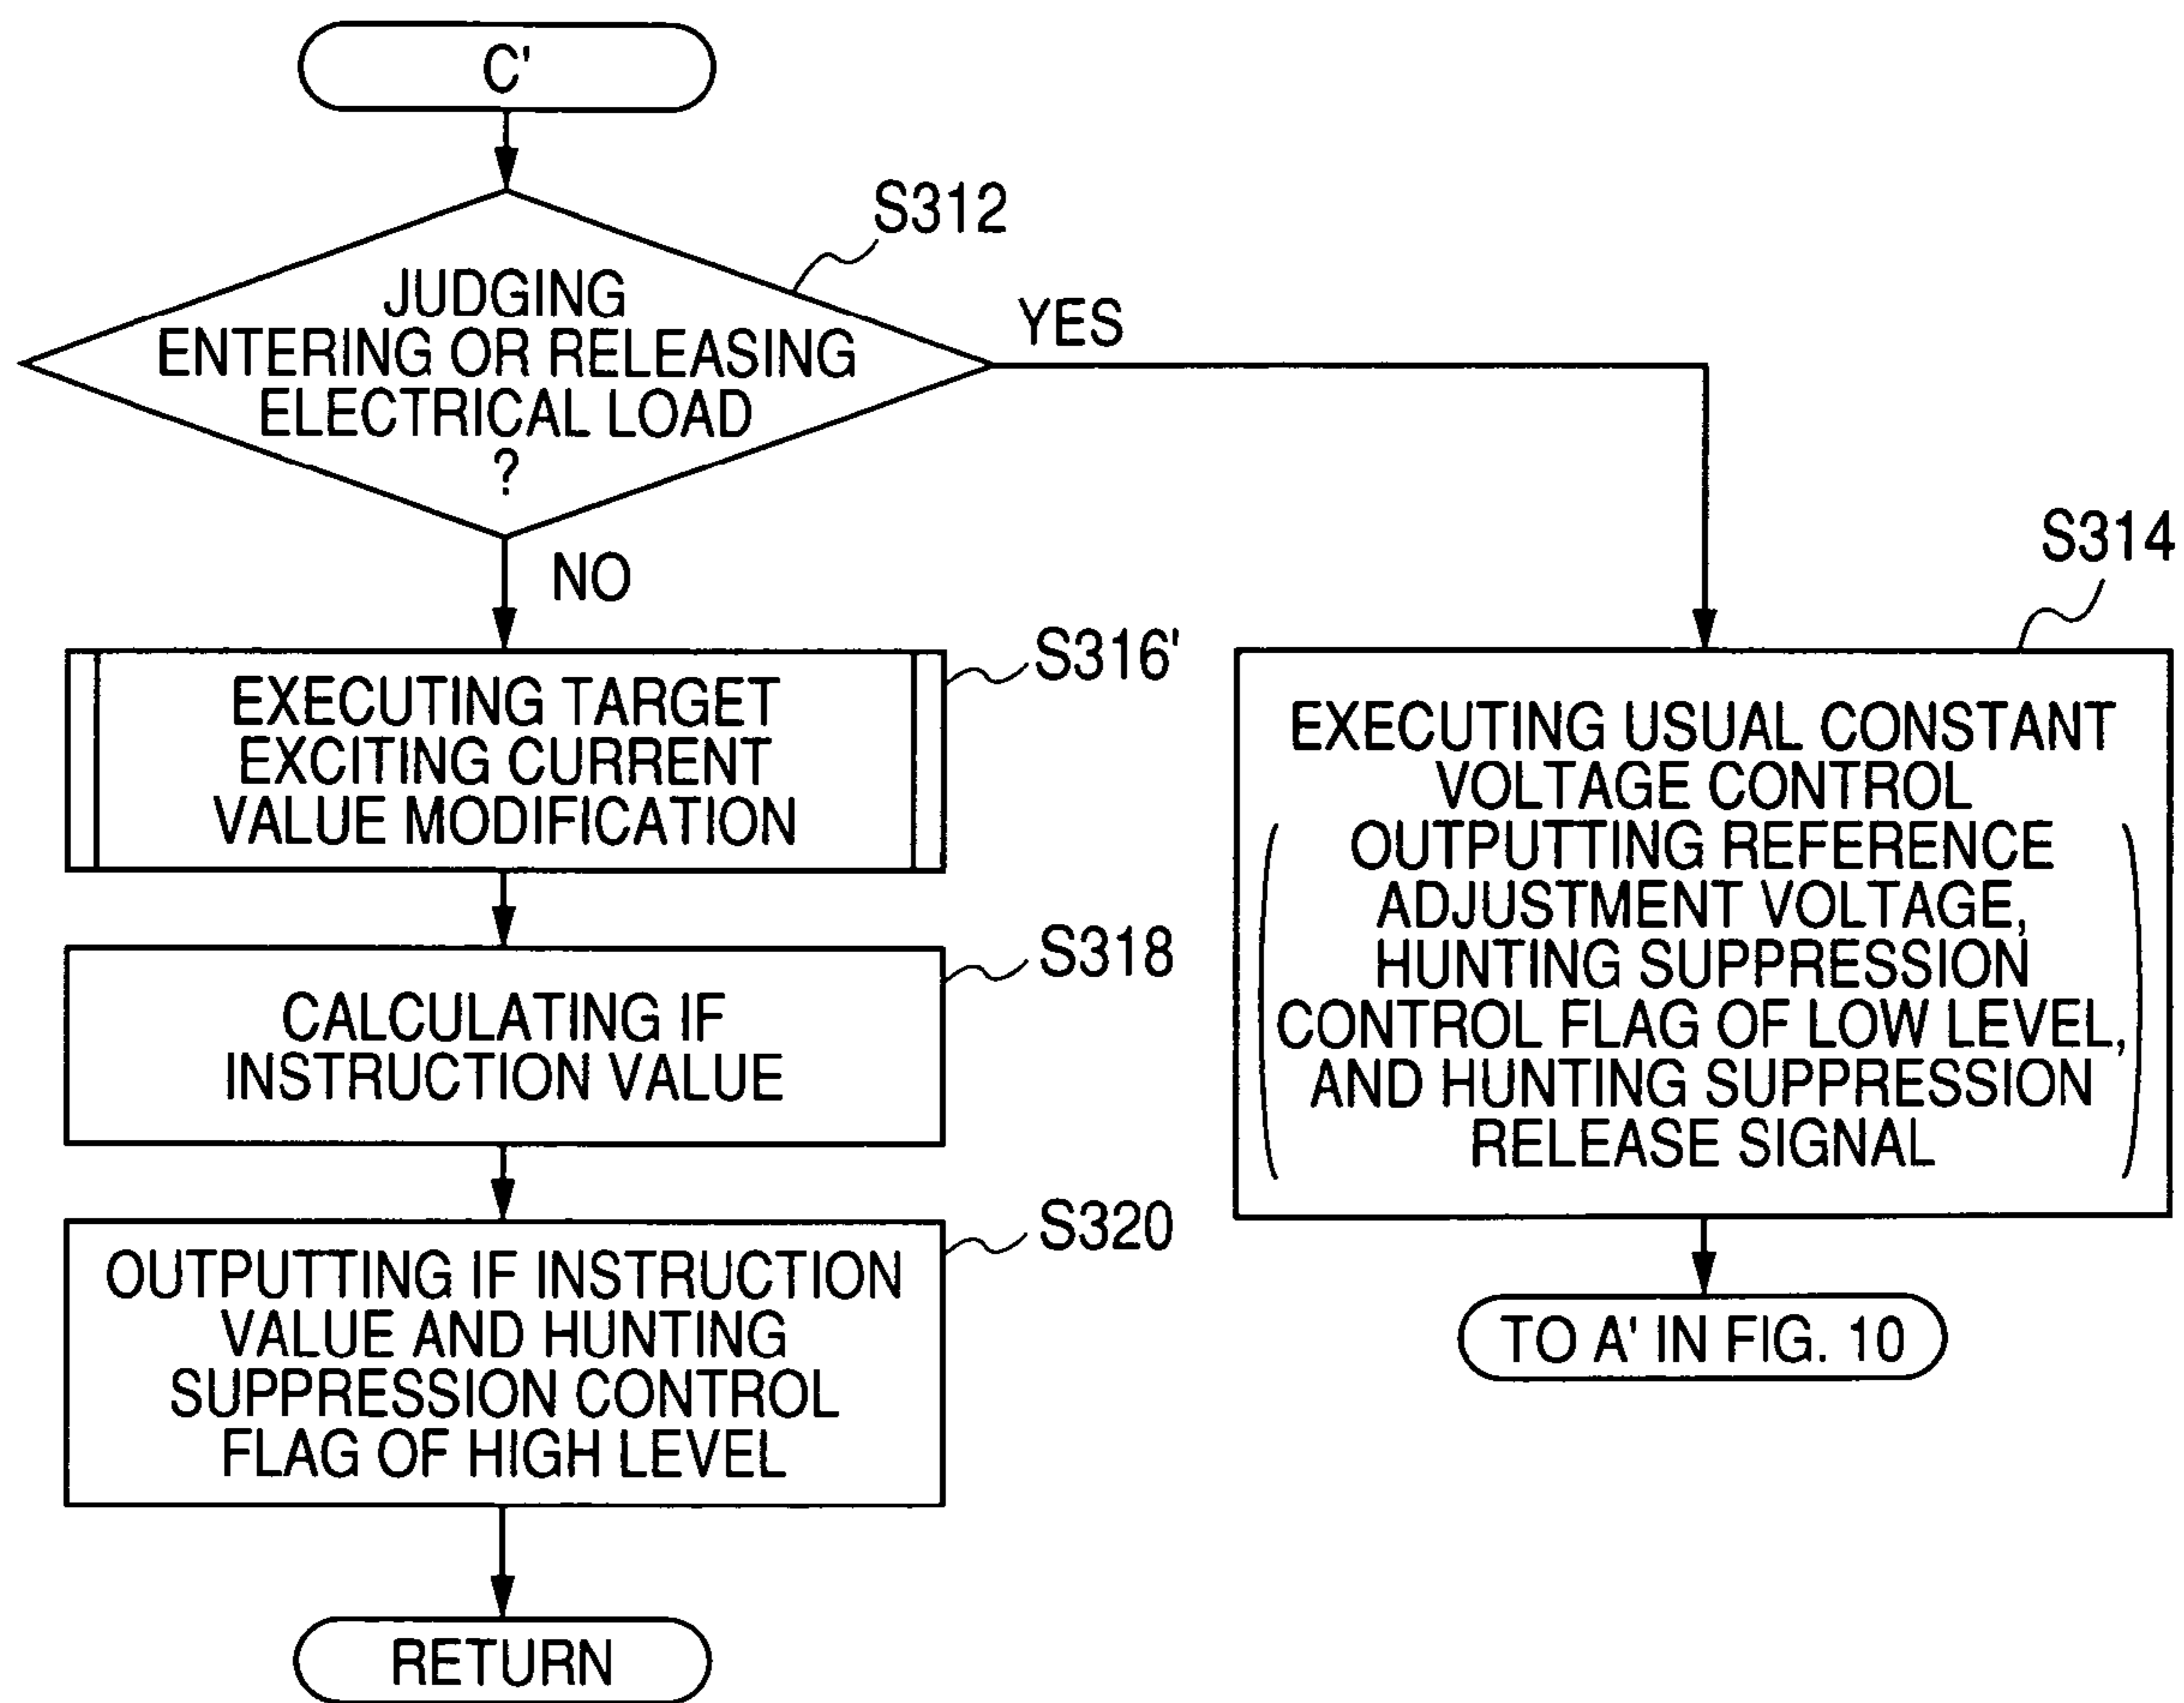 C'
S312
JUDGING
ENTERING OR RELEASING
ELECTRICAL LOAD
?
YES
NO
S316'
EXECUTING TARGET
EXCITING CURRENT
VALUE MODIFICATION
S318
CALCULATING IF
INSTRUCTION VALUE
S320
OUTPUTTING IF INSTRUCTION
VALUE AND HUNTING
SUPPRESSION CONTROL
FLAG OF HIGH LEVEL
RETURN
S314
EXECUTING USUAL CONSTANT
VOLTAGE CONTROL
OUTPUTTING REFERENCE
ADJUSTMENT VOLTAGE,
HUNTING SUPPRESSION
CONTROL FLAG OF LOW LEVEL,
AND HUNTING SUPPRESSION
RELEASE SIGNAL
TO A' IN FIG. 10